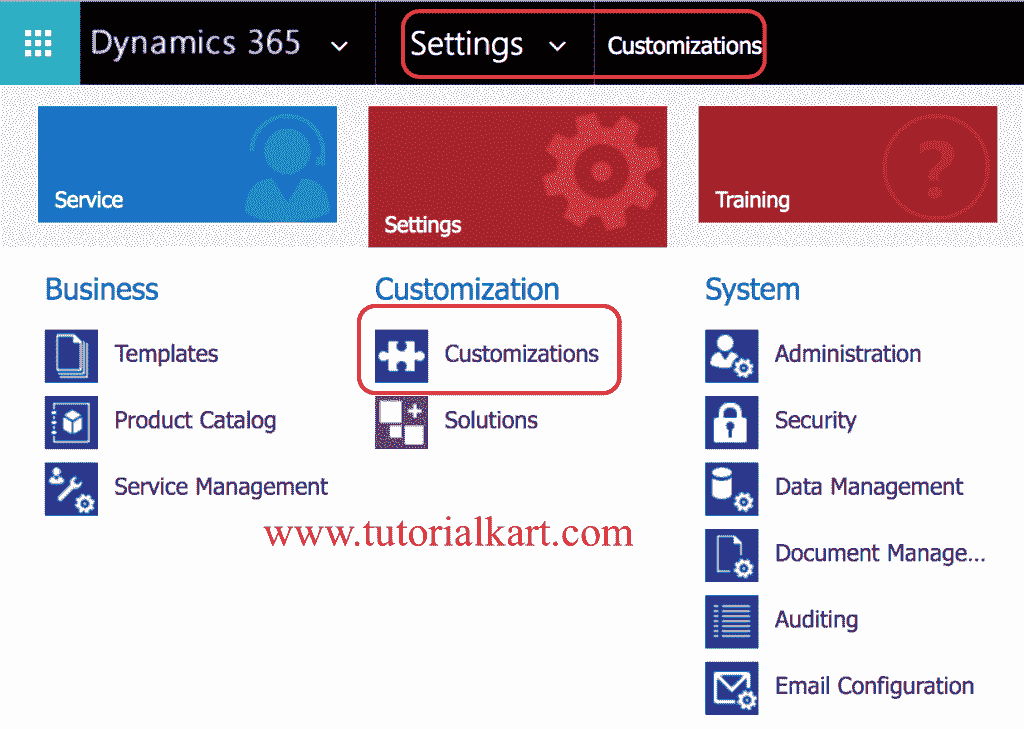 Dynamics 365 Settings Customizations
Service
Settings
Training
Business
Templates
Product Catalog
Service Management
Customization
Customizations
Solutions
System
Administration
Security
Data Management
Document Manage...
Auditing
Email Configuration
www.tutorialkart.com